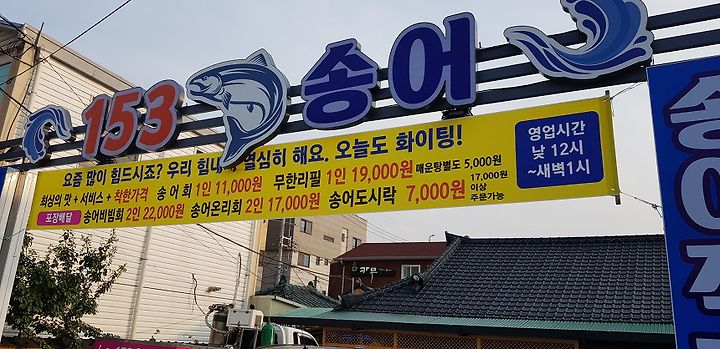 153 송어
요즘 많이 힘드시죠? 우리 힘내 열심히 해요. 오늘도 화이팅!
최상의 맛 + 서비스 + 착한가격 송어회 1인 11,000원 무한리필 1인 19,000원 매운탕별도 5,000원
포장배달 송어비빔회 2인 22,000원 송어온리회 2인 17,000원 송어도시락 7,000원 17,000원 이상 주문가능
영업시간
낮 12시
~새벽1시
송어